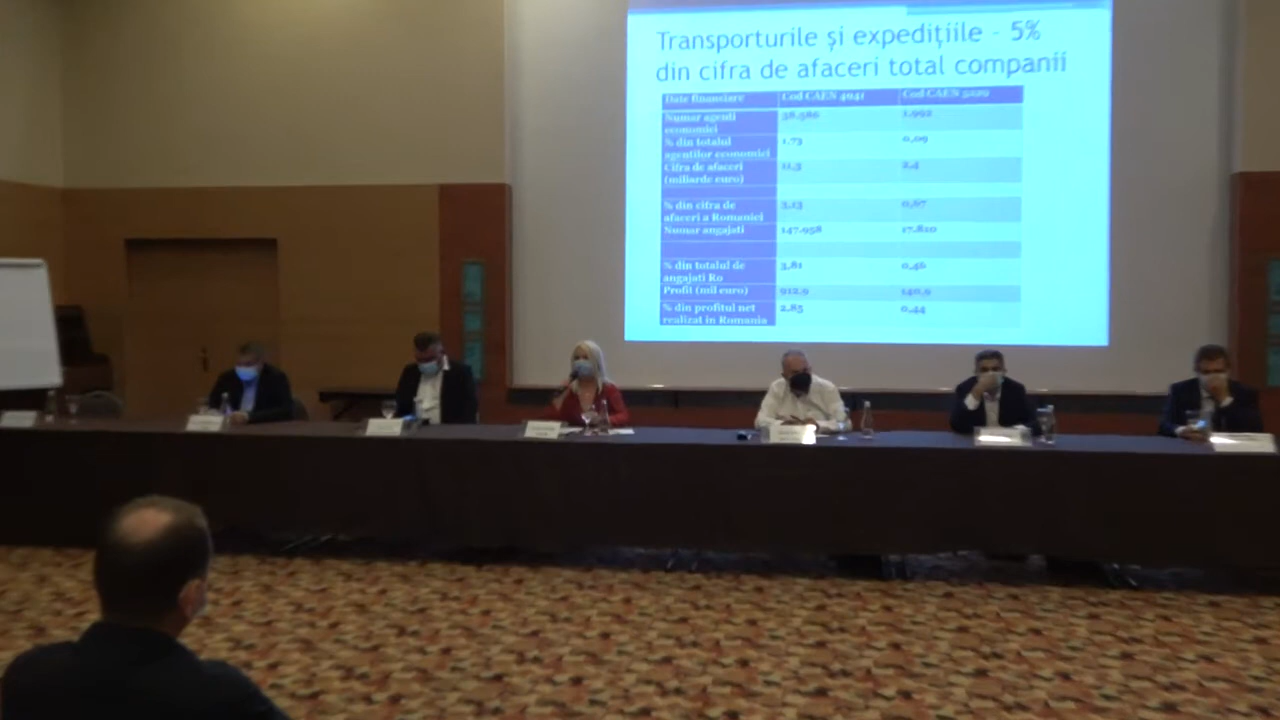 Transporturile și expedițiile – 5%
din cifra de afaceri total companii
Date financiare Cod CAEN 4941 Cod CAEN 5229
Numar agenti 38.586 1.992
economici
% din totalul 1,73 0,09
agentilor economici
Cifra de afaceri 11,3 2,4
(miliarde euro)
% din cifra de 3,13 0,67
afaceri a Romaniei
Numar angajati 147.958 17.820
% din totalul de 3,81 0,46
angajati Ro
Profit (mil euro) 912,9 140,9
% din profitul net 2,85 0,44
realizat in Romania